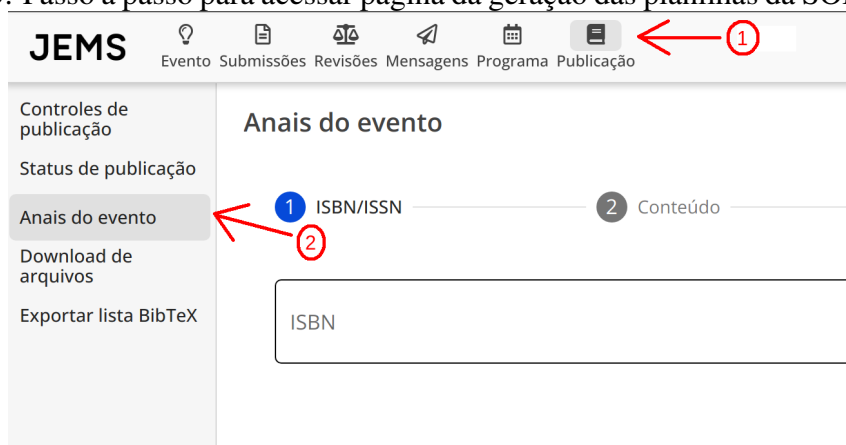 Passo a passo para acessar página da geração das planilhas da
JEMS
Evento Submissões Revisões Mensagens Programa Publicação
1
Controles de
publicação
Status de publicação
Anais do evento
Download de
arquivos
Exportar lista BibTeX
Anais do evento
1 ISBN/ISSN
2 Conteúdo
2
ISBN